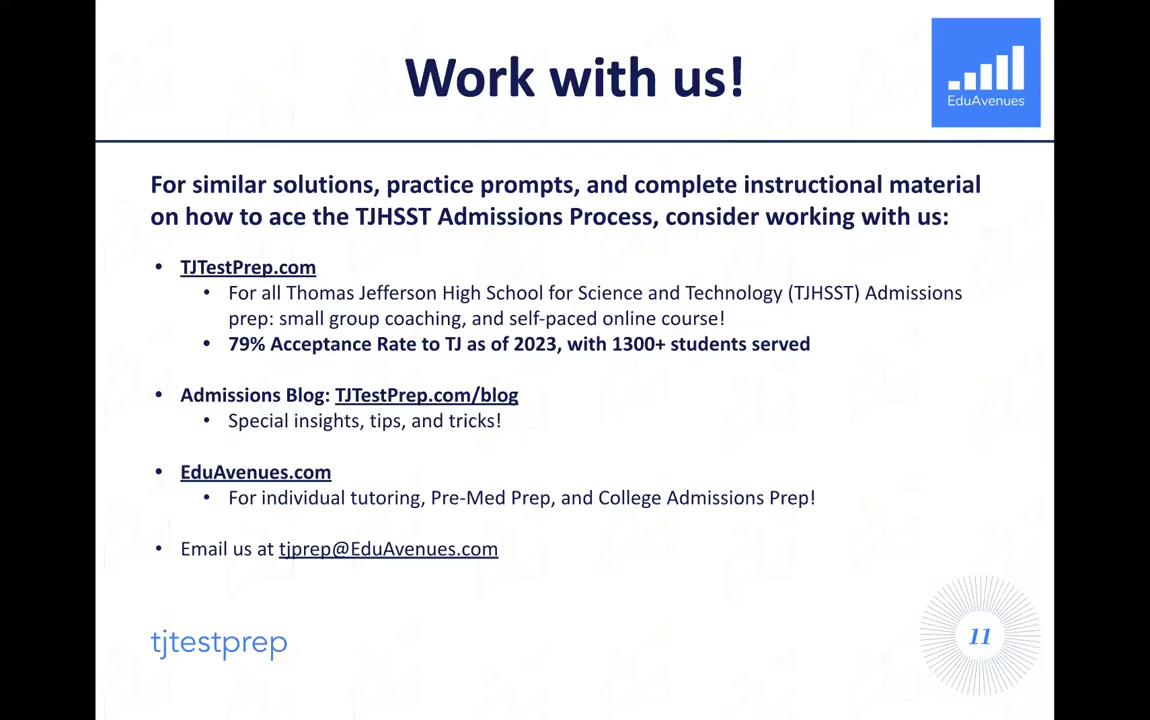 Work with us!
EduAvenues
For similar solutions, practice prompts, and complete instructional material
on how to ace the TJHSST Admissions Process, consider working with us:
• TJTestPrep.com
• For all Thomas Jefferson High School for Science and Technology (TJHSST) Admissions
prep: small group coaching, and self-paced online course!
• 79% Acceptance Rate to TJ as of 2023, with 1300+ students served
• Admissions Blog: TJTestPrep.com/blog
• Special insights, tips, and tricks!
• EduAvenues.com
• For individual tutoring, Pre-Med Prep, and College Admissions Prep!
• Email us at tjprep@EduAvenues.com
tjtestprep
11